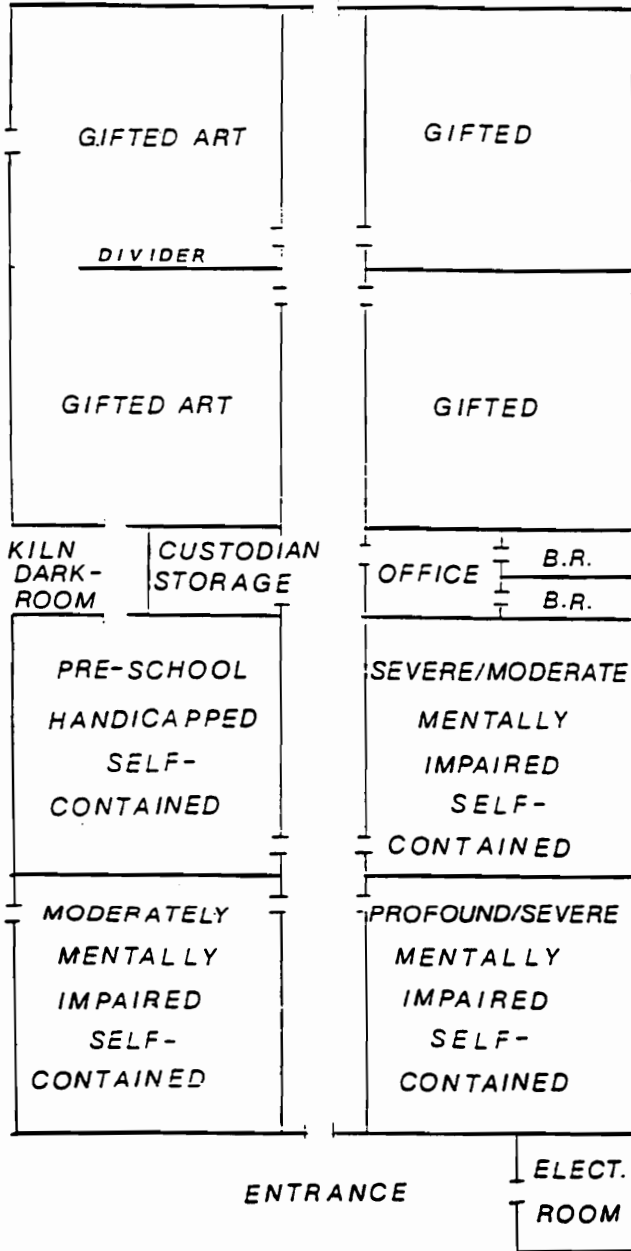 GIFTED ART
GIFTED
DIVIDER
GIFTED ART
GIFTED
KILN
DARK-
ROOM
CUSTODIAN
STORAGE
OFFICE
B.R.
B.R.
PRE-SCHOOL
HANDICAPPED
SELF-
CONTAINED
SEVERE/MODERATE
MENTALLY
IMPAIRED
SELF-
CONTAINED
MODERATELY
MENTALLY
IMPAIRED
SELF-
CONTAINED
PROFOUND/SEVERE
MENTALLY
IMPAIRED
SELF-
CONTAINED
ENTRANCE
ELECT.
ROOM